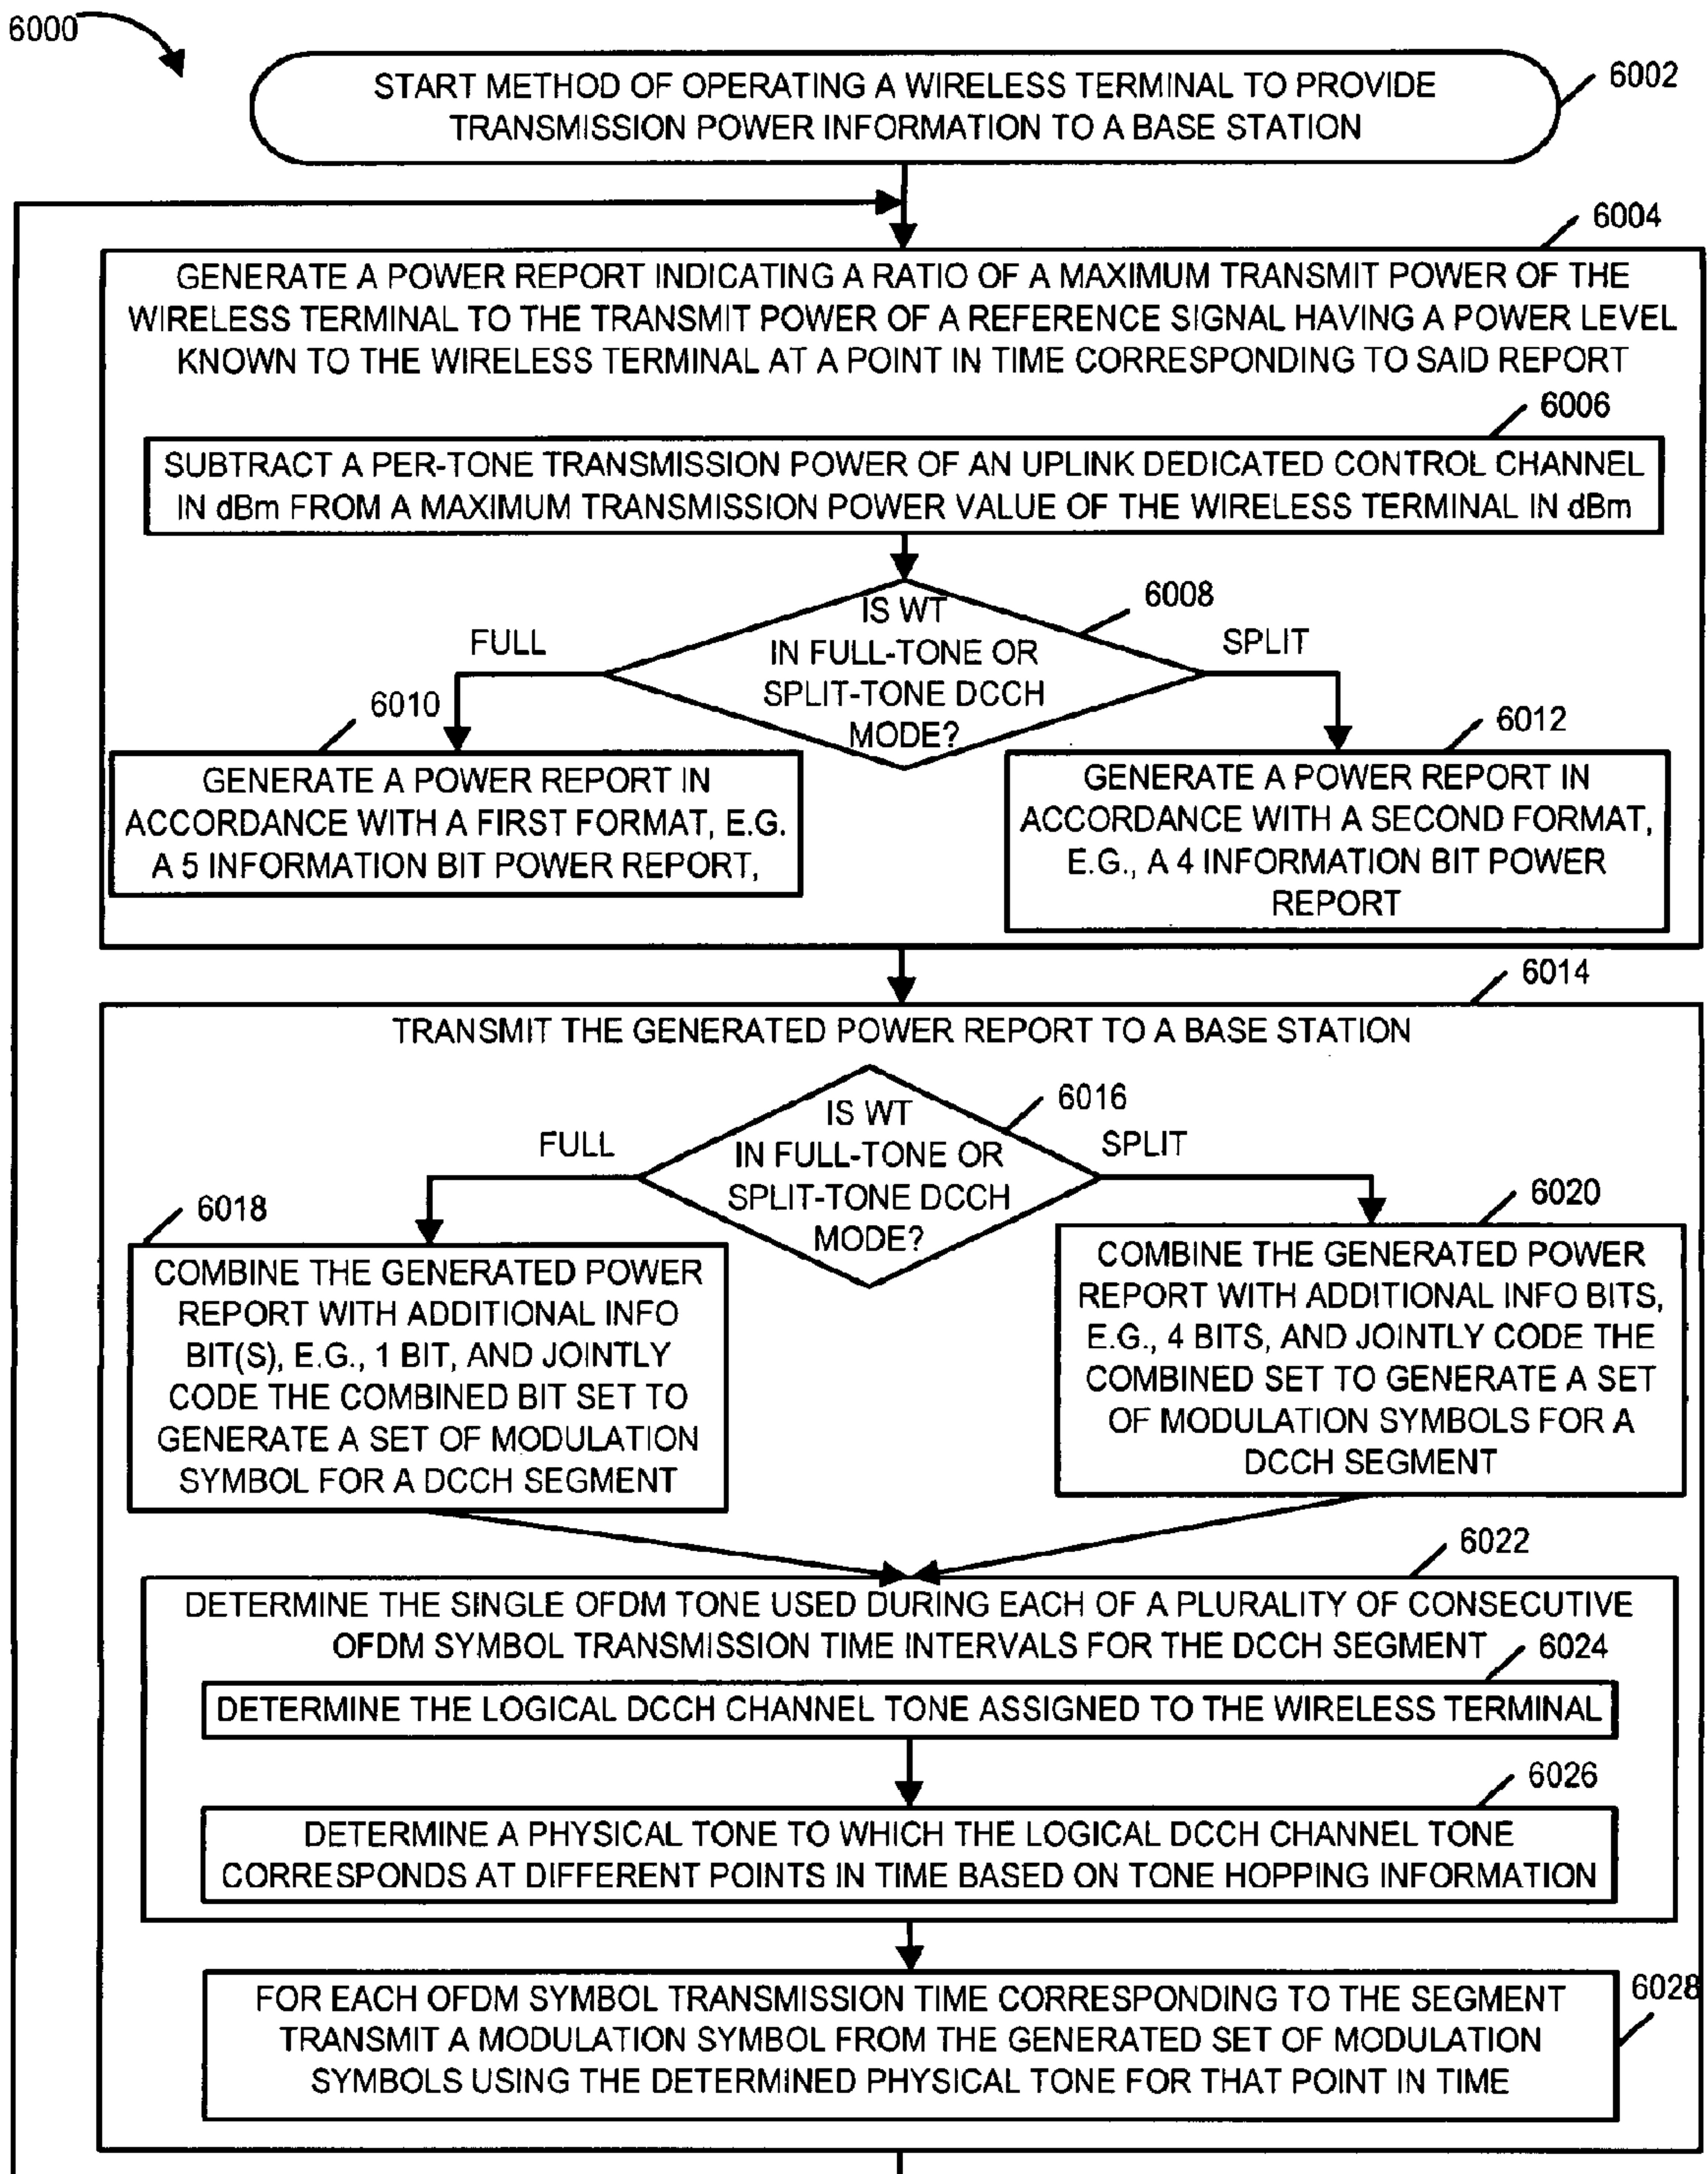 6000
START METHOD OF OPERATING A WIRELESS TERMINAL TO PROVIDE
TRANSMISSION POWER INFORMATION TO A BASE STATION
6002
6004
GENERATE A POWER REPORT INDICATING A RATIO OF A MAXIMUM TRANSMIT POWER OF THE
WIRELESS TERMINAL TO THE TRANSMIT POWER OF A REFERENCE SIGNAL HAVING A POWER LEVEL
KNOWN TO THE WIRELESS TERMINAL AT A POINT IN TIME CORRESPONDING TO SAID REPORT
6006
SUBTRACT A PER-TONE TRANSMISSION POWER OF AN UPLINK DEDICATED CONTROL CHANNEL
IN dBm FROM A MAXIMUM TRANSMISSION POWER VALUE OF THE WIRELESS TERMINAL IN dBm
6008
IS WT
IN FULL-TONE OR
SPLIT-TONE DCCH
MODE?
FULL
SPLIT
6010
GENERATE A POWER REPORT IN
ACCORDANCE WITH A FIRST FORMAT, E.G.
A 5 INFORMATION BIT POWER REPORT,
6012
GENERATE A POWER REPORT IN
ACCORDANCE WITH A SECOND FORMAT,
E.G., A 4 INFORMATION BIT POWER
REPORT
6014
TRANSMIT THE GENERATED POWER REPORT TO A BASE STATION
6016
IS WT
IN FULL-TONE OR
SPLIT-TONE DCCH
MODE?
FULL
SPLIT
6018
COMBINE THE GENERATED POWER
REPORT WITH ADDITIONAL INFO
BIT(S), E.G., 1 BIT, AND JOINTLY
CODE THE COMBINED BIT SET TO
GENERATE A SET OF MODULATION
SYMBOL FOR A DCCH SEGMENT
6020
COMBINE THE GENERATED POWER
REPORT WITH ADDITIONAL INFO BITS,
E.G., 4 BITS, AND JOINTLY CODE THE
COMBINED SET TO GENERATE A SET
OF MODULATION SYMBOLS FOR A
DCCH SEGMENT
6022
DETERMINE THE SINGLE OFDM TONE USED DURING EACH OF A PLURALITY OF CONSECUTIVE
OFDM SYMBOL TRANSMISSION TIME INTERVALS FOR THE DCCH SEGMENT
6024
DETERMINE THE LOGICAL DCCH CHANNEL TONE ASSIGNED TO THE WIRELESS TERMINAL
6026
DETERMINE A PHYSICAL TONE TO WHICH THE LOGICAL DCCH CHANNEL TONE
CORRESPONDS AT DIFFERENT POINTS IN TIME BASED ON TONE HOPPING INFORMATION
6028
FOR EACH OFDM SYMBOL TRANSMISSION TIME CORRESPONDING TO THE SEGMENT
TRANSMIT A MODULATION SYMBOL FROM THE GENERATED SET OF MODULATION
SYMBOLS USING THE DETERMINED PHYSICAL TONE FOR THAT POINT IN TIME